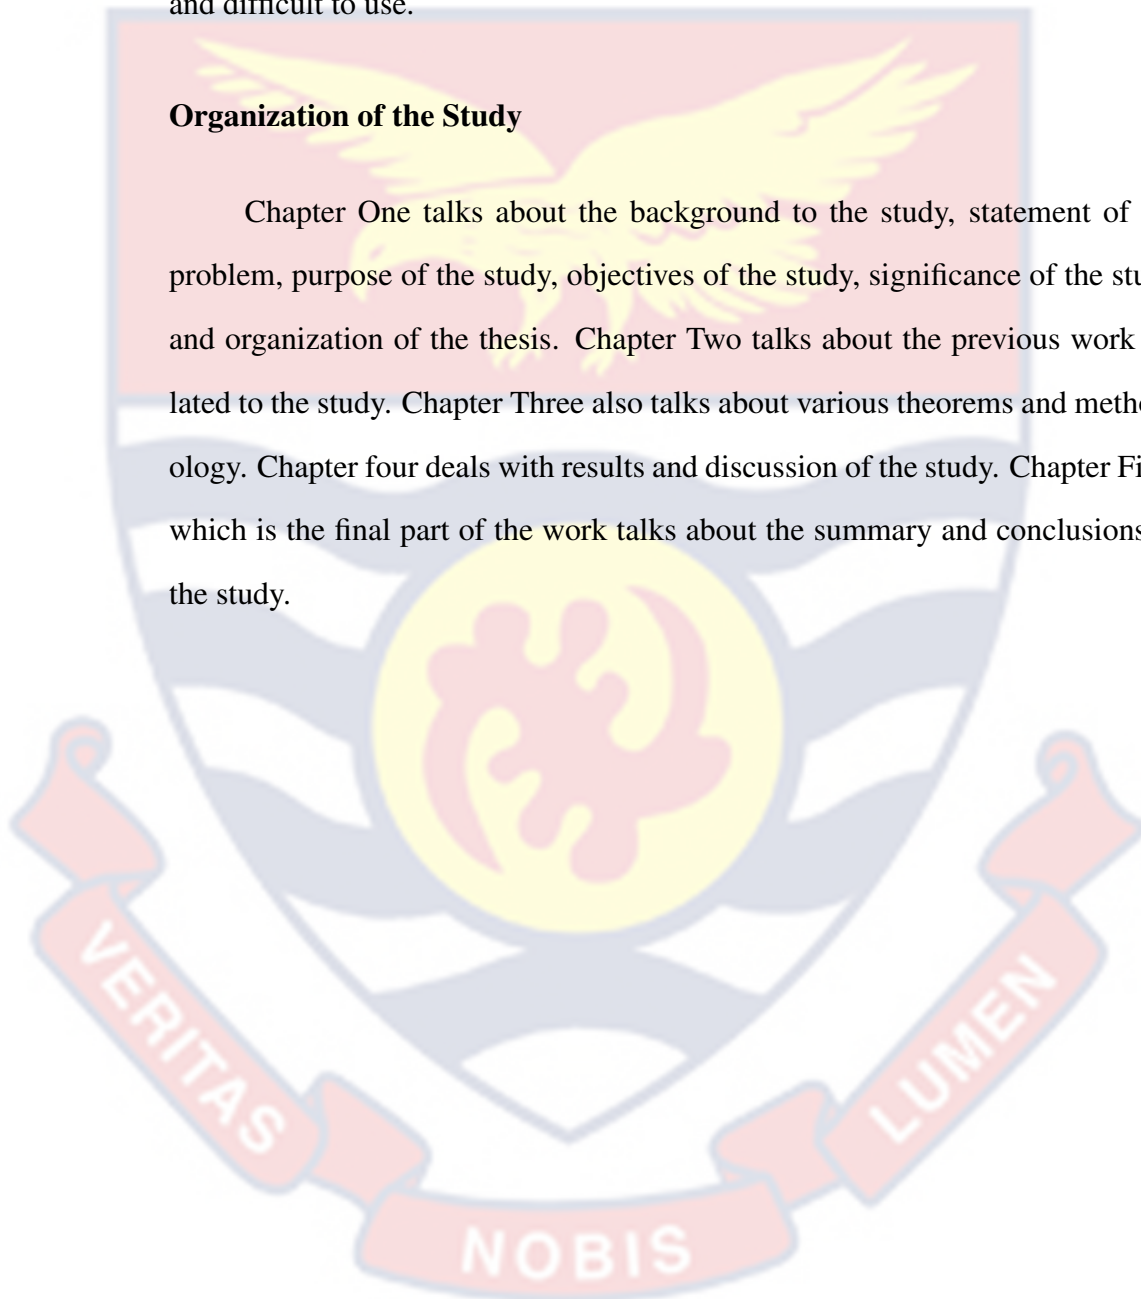 and difficult to use.
Organization of the Study
Chapter One talks about the background to the study, statement of
problem, purpose of the study, objectives of the study, significance of the stu
and organization of the thesis. Chapter Two talks about the previous work
lated to the study. Chapter Three also talks about various theorems and metho
ology. Chapter four deals with results and discussion of the study. Chapter Fi
which is the final part of the work talks about the summary and conclusions
the study.
VERITAS
NOBIS
LUMEN